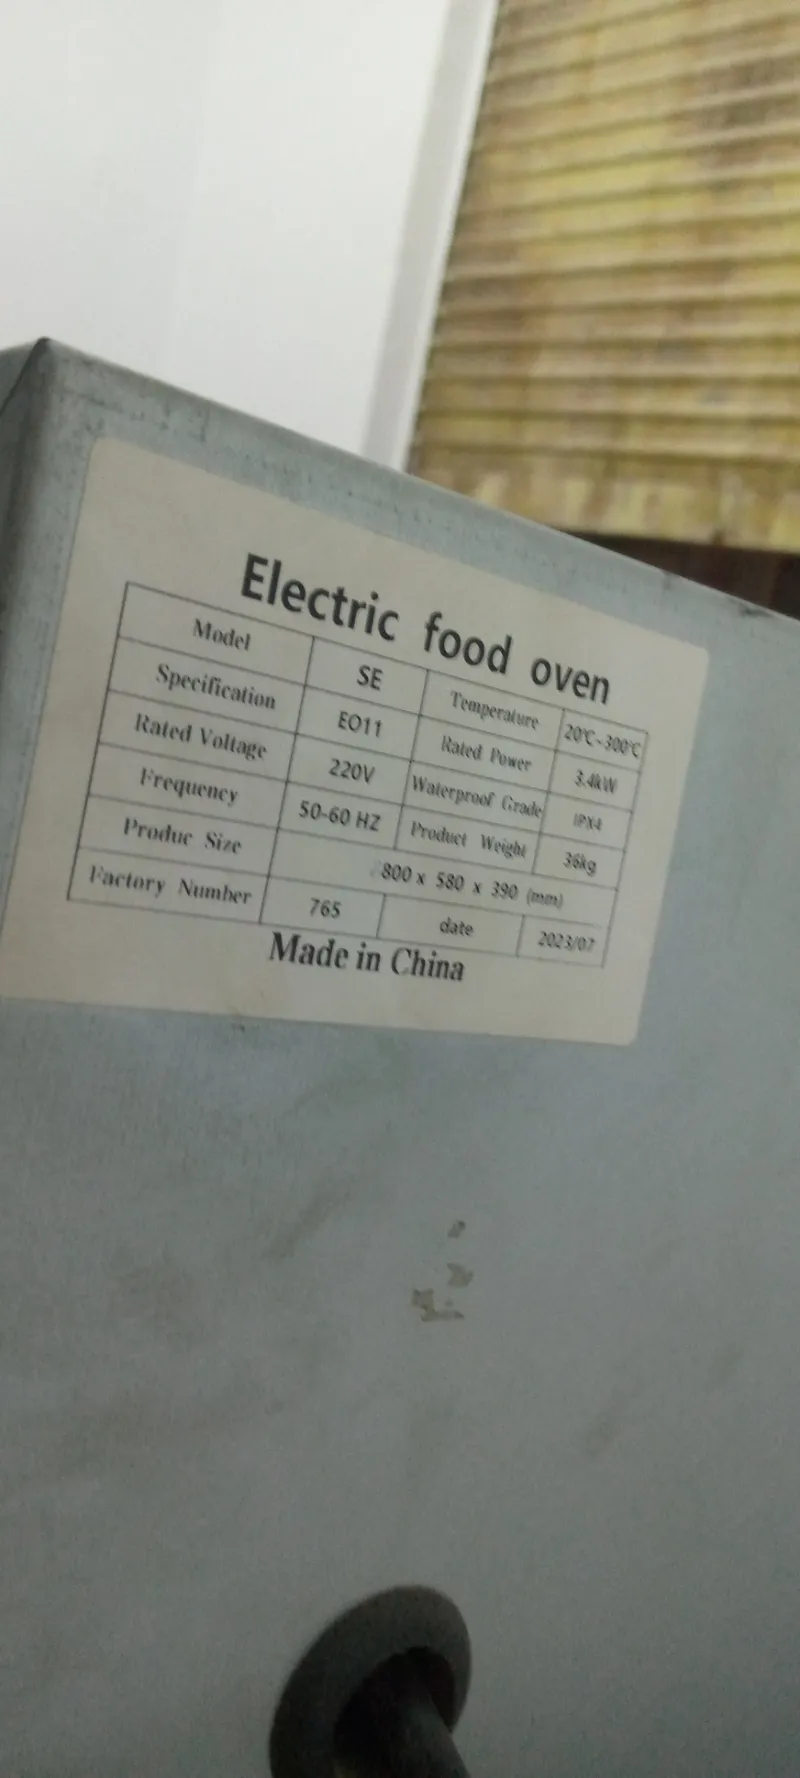 Electric food oven
Model SE Temperature 20℃~300℃
Specification EO11 Rated Power 3.4kW
Rated Voltage 220V Waterproof Grade IPX4
Frequency 50-60 HZ Product Weight 36kg
Produc Size 800 x 580 x 390 (mm)
Factory Number 765 date 2023/07
Made in China